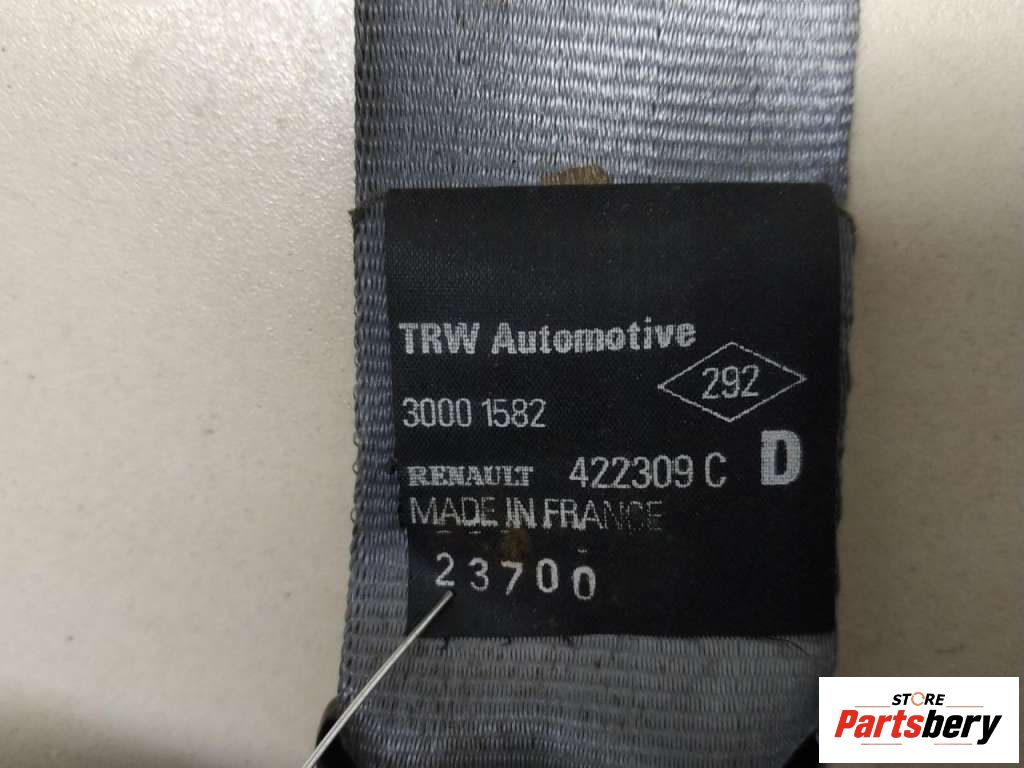 TRW Automotive
292
3000 1582
RENAULT 422309 C D
MADE IN FRANCE
23700
STORE
Partsbery